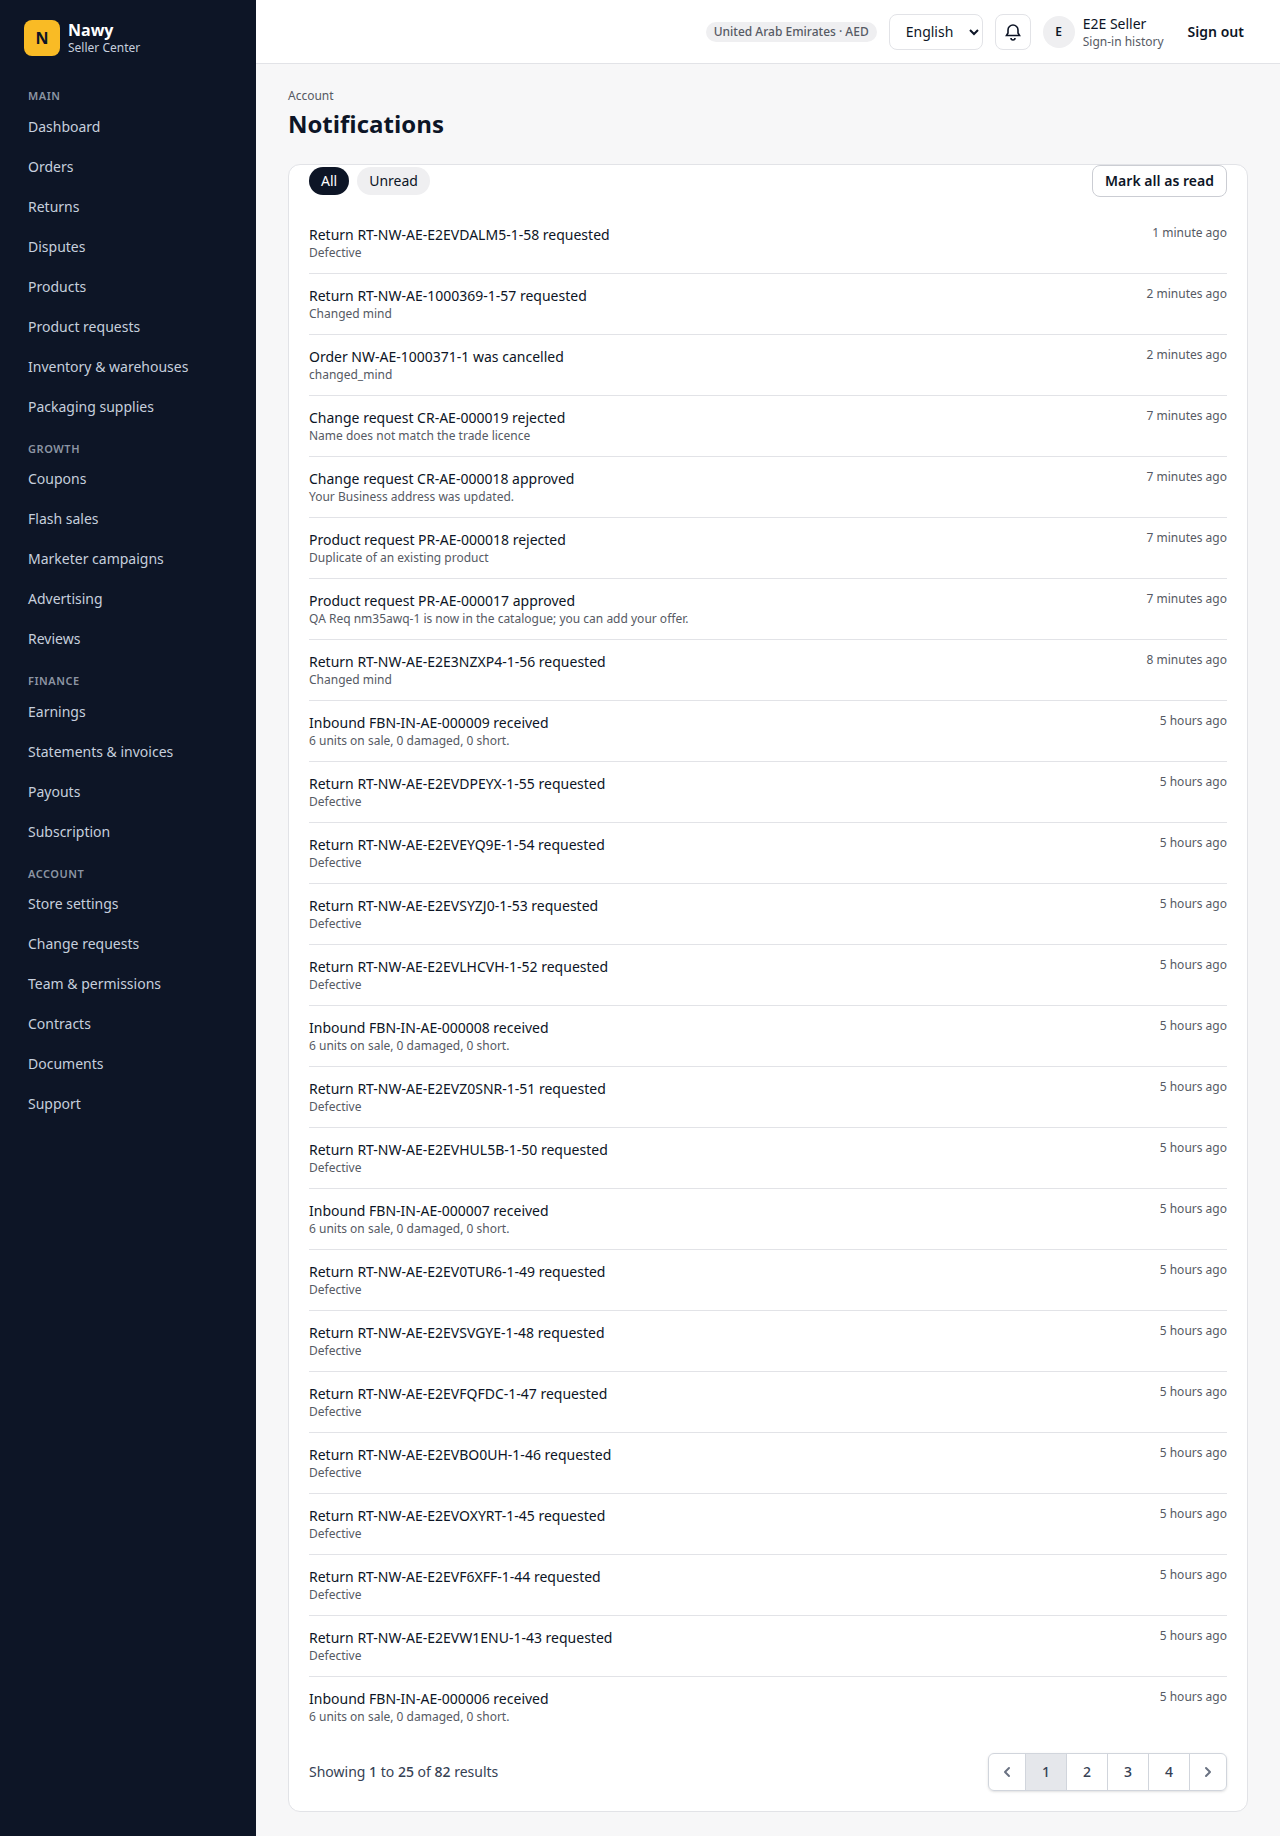 N
Nawy
Seller Center
MAIN
Dashboard
Orders
Returns
Disputes
Products
Product requests
Inventory & warehouses
Packaging supplies
GROWTH
Coupons
Flash sales
Marketer campaigns
Advertising
Reviews
FINANCE
Earnings
Statements & invoices
Payouts
Subscription
ACCOUNT
Store settings
Change requests
Team & permissions
Contracts
Documents
Support
United Arab Emirates · AED
English
E
E2E Seller
Sign-in history
Sign out
Account
Notifications
All Unread Mark all as read
Return RT-NW-AE-E2EVDALM5-1-58 requested 1 minute ago
Defective
Return RT-NW-AE-1000369-1-57 requested 2 minutes ago
Changed mind
Order NW-AE-1000371-1 was cancelled 2 minutes ago
changed_mind
Change request CR-AE-000019 rejected 7 minutes ago
Name does not match the trade licence
Change request CR-AE-000018 approved 7 minutes ago
Your Business address was updated.
Product request PR-AE-000018 rejected 7 minutes ago
Duplicate of an existing product
Product request PR-AE-000017 approved 7 minutes ago
QA Req nm35awq-1 is now in the catalogue; you can add your offer.
Return RT-NW-AE-E2E3NZXP4-1-56 requested 8 minutes ago
Changed mind
Inbound FBN-IN-AE-000009 received 5 hours ago
6 units on sale, 0 damaged, 0 short.
Return RT-NW-AE-E2EVDPEYX-1-55 requested 5 hours ago
Defective
Return RT-NW-AE-E2EVEYQ9E-1-54 requested 5 hours ago
Defective
Return RT-NW-AE-E2EVSYZJ0-1-53 requested 5 hours ago
Defective
Return RT-NW-AE-E2EVLHCVH-1-52 requested 5 hours ago
Defective
Inbound FBN-IN-AE-000008 received 5 hours ago
6 units on sale, 0 damaged, 0 short.
Return RT-NW-AE-E2EVZ0SNR-1-51 requested 5 hours ago
Defective
Return RT-NW-AE-E2EVHUL5B-1-50 requested 5 hours ago
Defective
Inbound FBN-IN-AE-000007 received 5 hours ago
6 units on sale, 0 damaged, 0 short.
Return RT-NW-AE-E2EV0TUR6-1-49 requested 5 hours ago
Defective
Return RT-NW-AE-E2EVSVGYE-1-48 requested 5 hours ago
Defective
Return RT-NW-AE-E2EVFQFDC-1-47 requested 5 hours ago
Defective
Return RT-NW-AE-E2EVBO0UH-1-46 requested 5 hours ago
Defective
Return RT-NW-AE-E2EVOXYRT-1-45 requested 5 hours ago
Defective
Return RT-NW-AE-E2EVF6XFF-1-44 requested 5 hours ago
Defective
Return RT-NW-AE-E2EVW1ENU-1-43 requested 5 hours ago
Defective
Inbound FBN-IN-AE-000006 received 5 hours ago
6 units on sale, 0 damaged, 0 short.
Showing 1 to 25 of 82 results 1 2 3 4